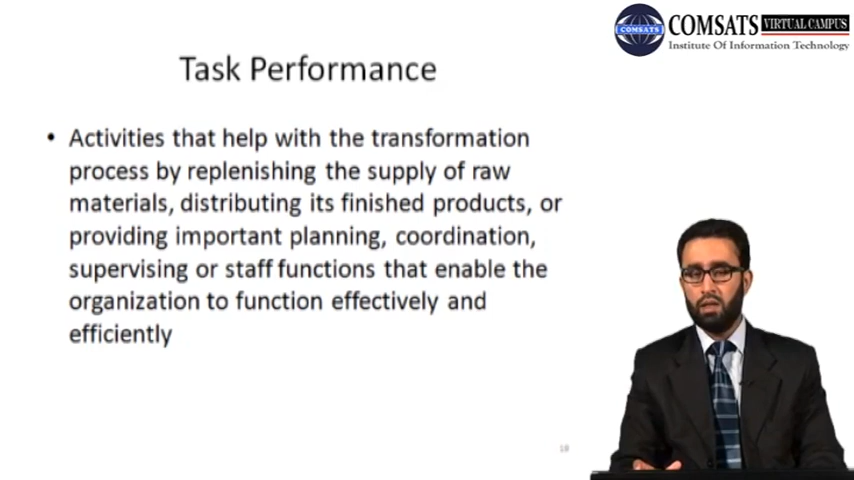 COMSATS VIRTUAL CAMPUS
Institute Of Information Technology
COMSATS
Task Performance
• Activities that help with the transformation
process by replenishing the supply of raw
materials, distributing its finished products, or
providing important planning, coordination,
supervising or staff functions that enable the
organization to function effectively and
efficiently